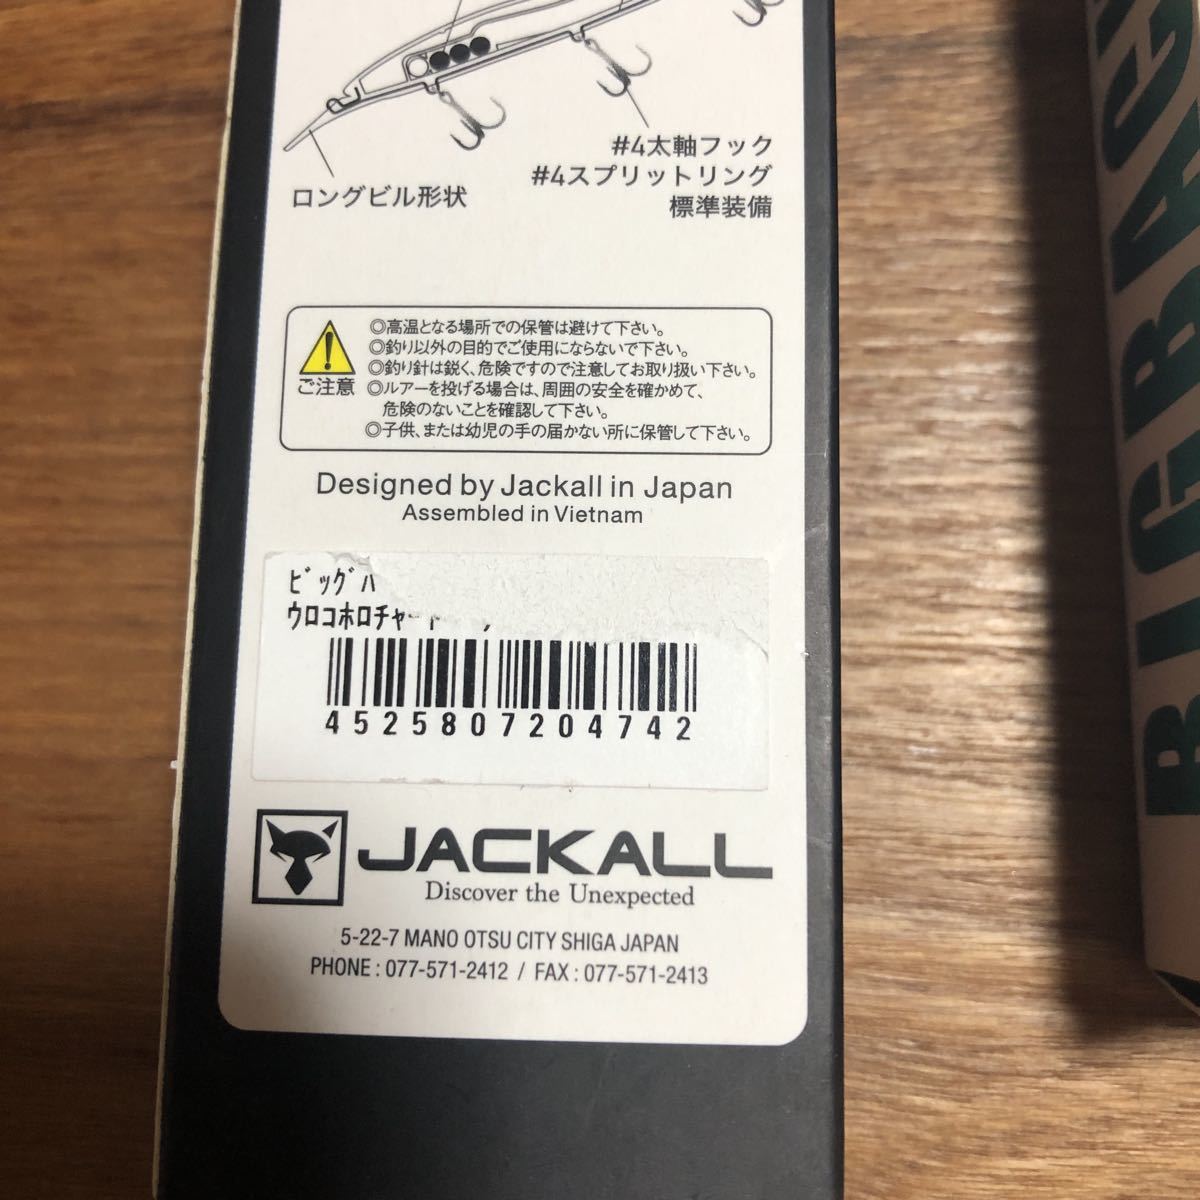 #4太軸フック
#4スプリットリング
標準装備
ロングビル形状
ご注意
◎高温となる場所での保管は避けて下さい。
◎釣り以外の目的でご使用にならないで下さい。
◎釣り針は鋭く、危険ですので注意してお取り扱い下さい。
◎ルアーを投げる場合は、周囲の安全を確かめて、
危険のないことを確認して下さい。
◎子供、または幼児の手の届かない所に保管して下さい。
Designed by Jackall in Japan
Assembled in Vietnam
ﾋﾞｯｸﾞﾊ
ウロコホロチャート
4525807204742
JACKALL
Discover the Unexpected
5-22-7 MANO OTSU CITY SHIGA JAPAN
PHONE : 077-571-2412 / FAX : 077-571-2413
BIGBAC